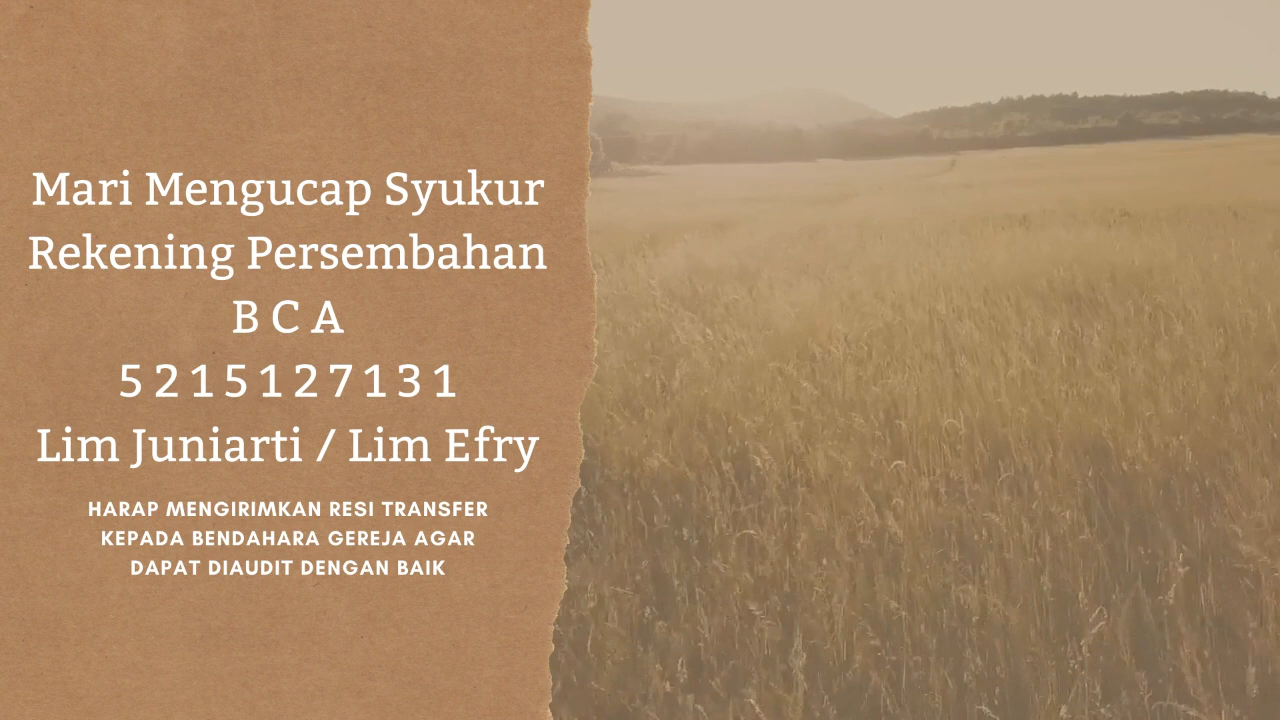 Mari Mengucap Syukur
Rekening Persembahan
B C A
5 2 1 5 1 2 7 1 3 1
Lim Juniarti / Lim Efry
HARAP MENGIRIMKAN RESI TRANSFER
KEPADA BENDAHARA GEREJA AGAR
DAPAT DIAUDIT DENGAN BAIK